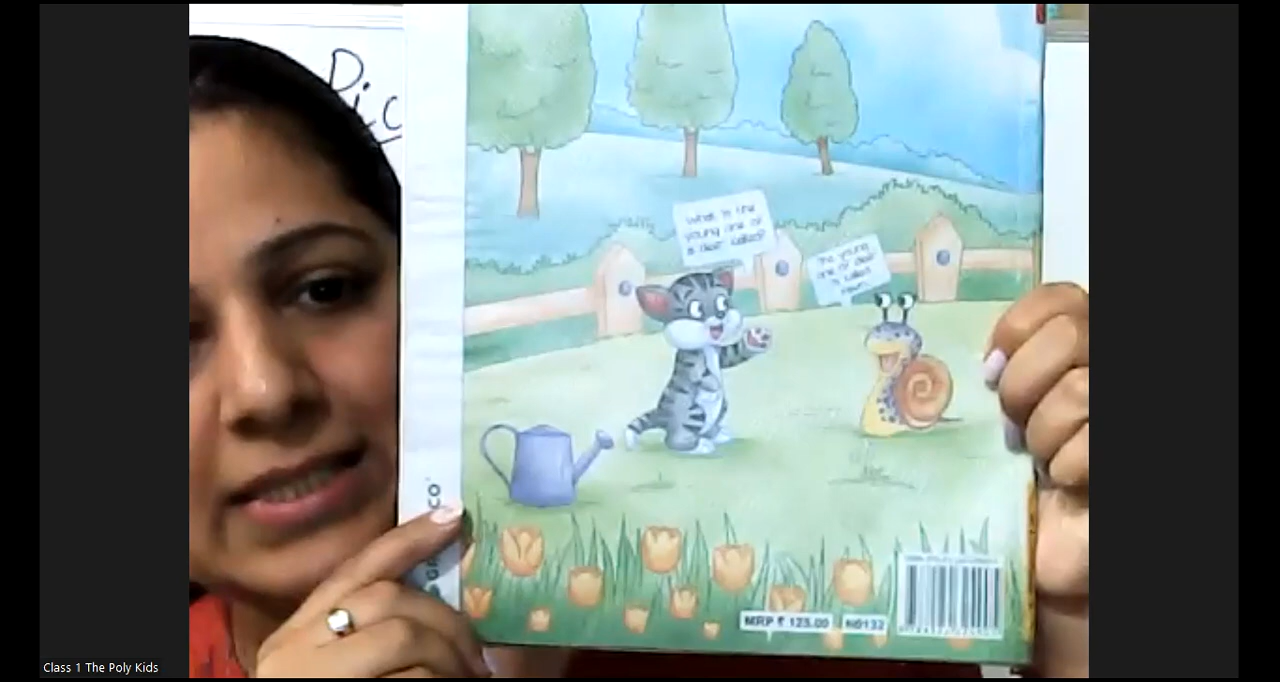 Pic
What is the
young one of
a deer called?
The young
one of deer
is called
fawn.
MRP ₹ 125.00
Class 1 The Poly Kids